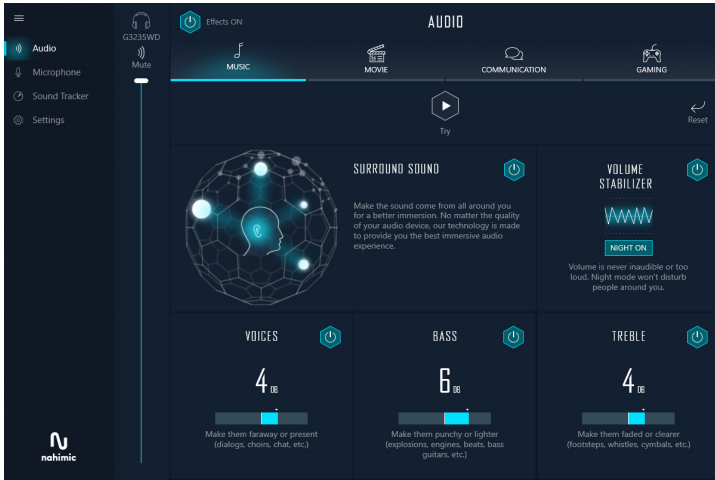 Effects ON
AUDIO
G3235WD
Mute
Audio
Microphone
Sound Tracker
Settings
MUSIC
MOVIE
COMMUNICATION
GAMING
Try
Reset
SURROUND SOUND
Make the sound come from all around you
for a better immersion. No matter the quality
of your audio device, our technology is made
to provide you the best immersive audio
experience.
VOLUME
STABILIZER
NIGHT ON
Volume is never inaudible or too
loud. Night mode won't disturb
people around you.
VOICES
4 DB
Make them faraway or present
(dialogs, choirs, chat, etc.)
BASS
6 DB
Make them punchy or lighter
(explosions, engines, beats, bass
guitars, etc.)
TREBLE
4 DB
Make them faded or clearer
(footsteps, whistles, cymbals, etc.)
nahimic